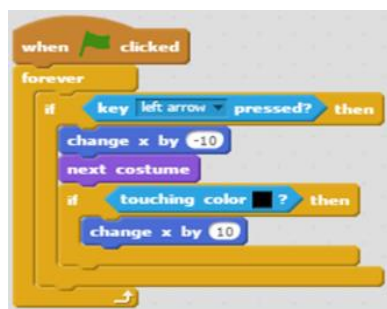 when clicked
forever
if key left arrow pressed? then
change x by -10
next costume
if touching color ? then
change x by 10